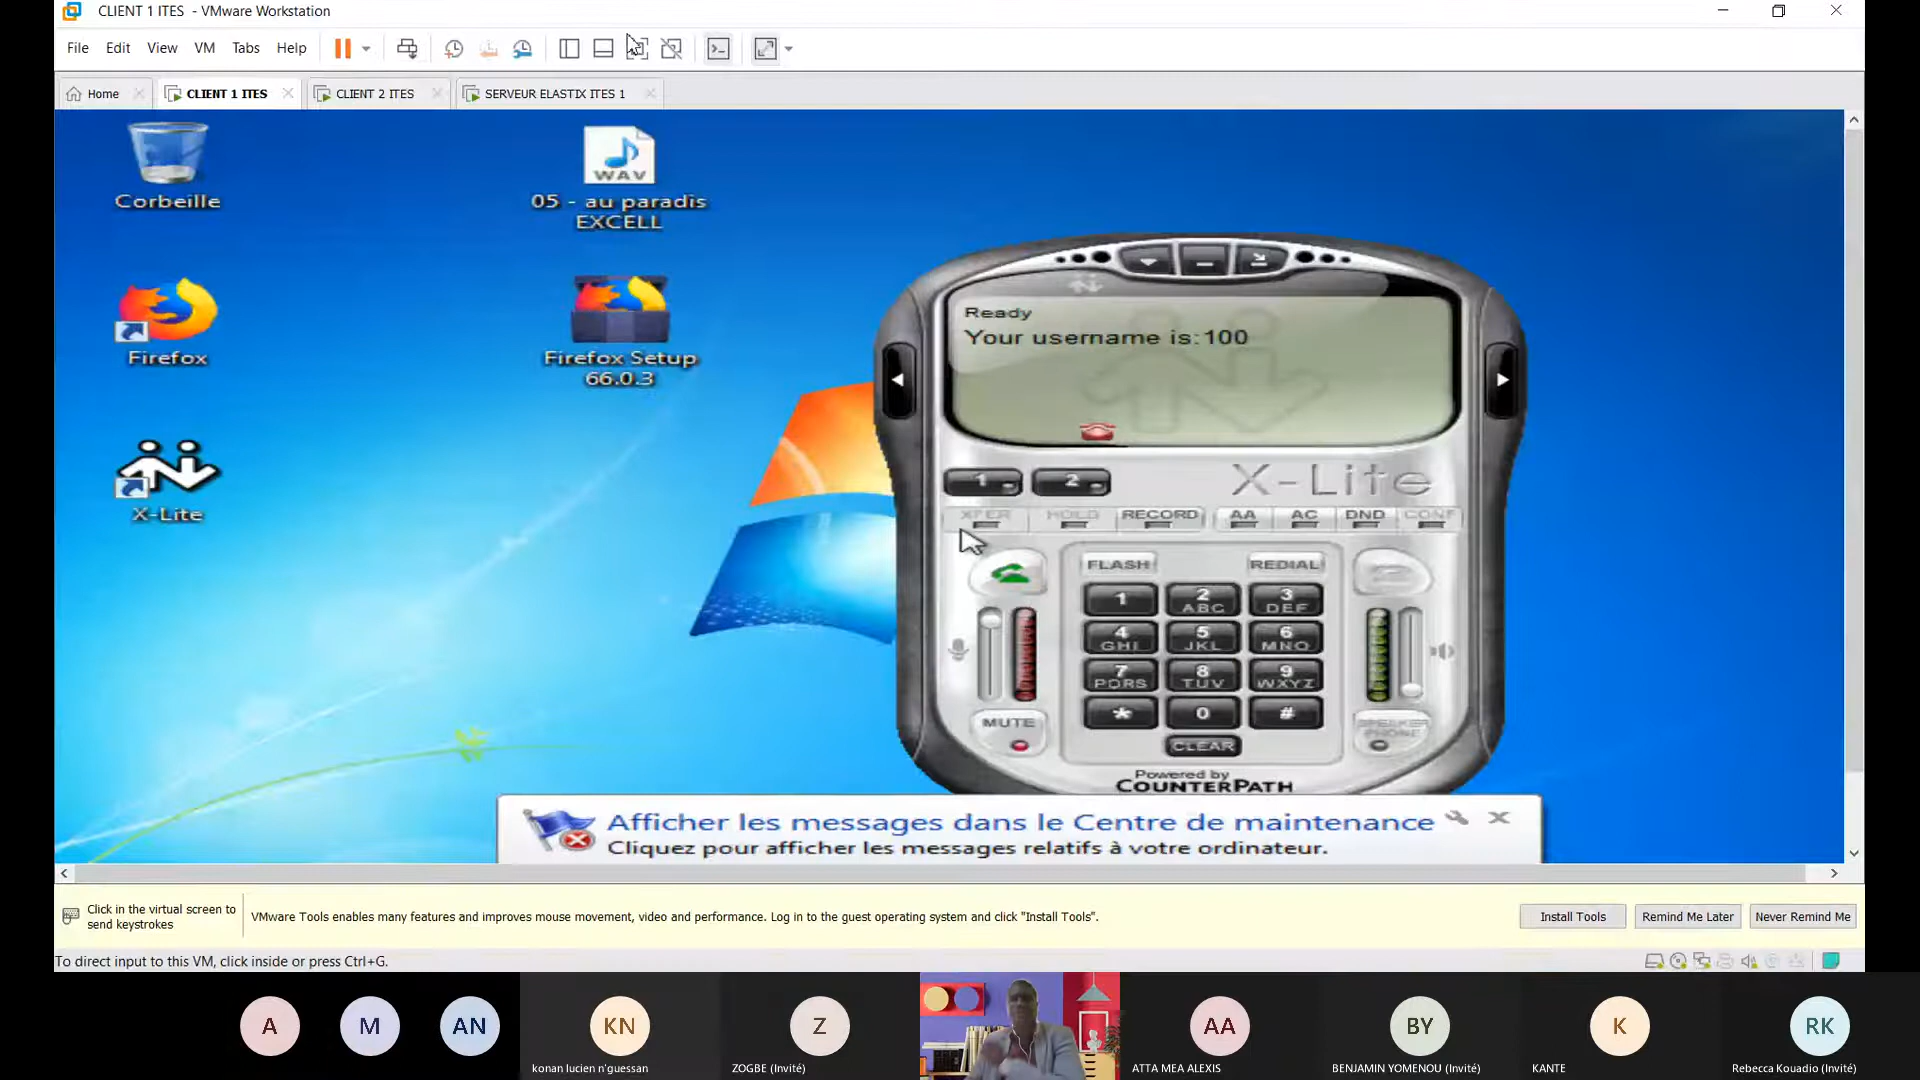 CLIENT 1 ITES - VMware Workstation
File Edit View VM Tabs Help
Home CLIENT 1 ITES CLIENT 2 ITES SERVEUR ELASTIX ITES 1
Corbeille
WAV
05 - au paradis
EXCELL
Firefox
Firefox Setup
66.0.3
X-Lite
Ready
Your username is:100
1 2
X-Lite
XFER HOLD RECORD AA AC DND CONF
FLASH REDIAL
1 2 ABC 3 DEF
4 GHI 5 JKL 6 MNO
7 PQRS 8 TUV 9 WXYZ
* 0 #
MUTE
SPEAKER
PHONE
CLEAR
Powered by
COUNTERPATH
Afficher les messages dans le Centre de maintenance
Cliquez pour afficher les messages relatifs à votre ordinateur.
Click in the virtual screen to
send keystrokes
VMware Tools enables many features and improves mouse movement, video and performance. Log in to the guest operating system and click "Install Tools".
Install Tools Remind Me Later Never Remind Me
To direct input to this VM, click inside or press Ctrl+G.
A M AN KN Z AA BY K RK
konan lucien n'guessan ZOGBE (Invité) ATTA MEA ALEXIS BENJAMIN YOMENOU (Invité) KANTE Rebecca Kouadio (Invité)